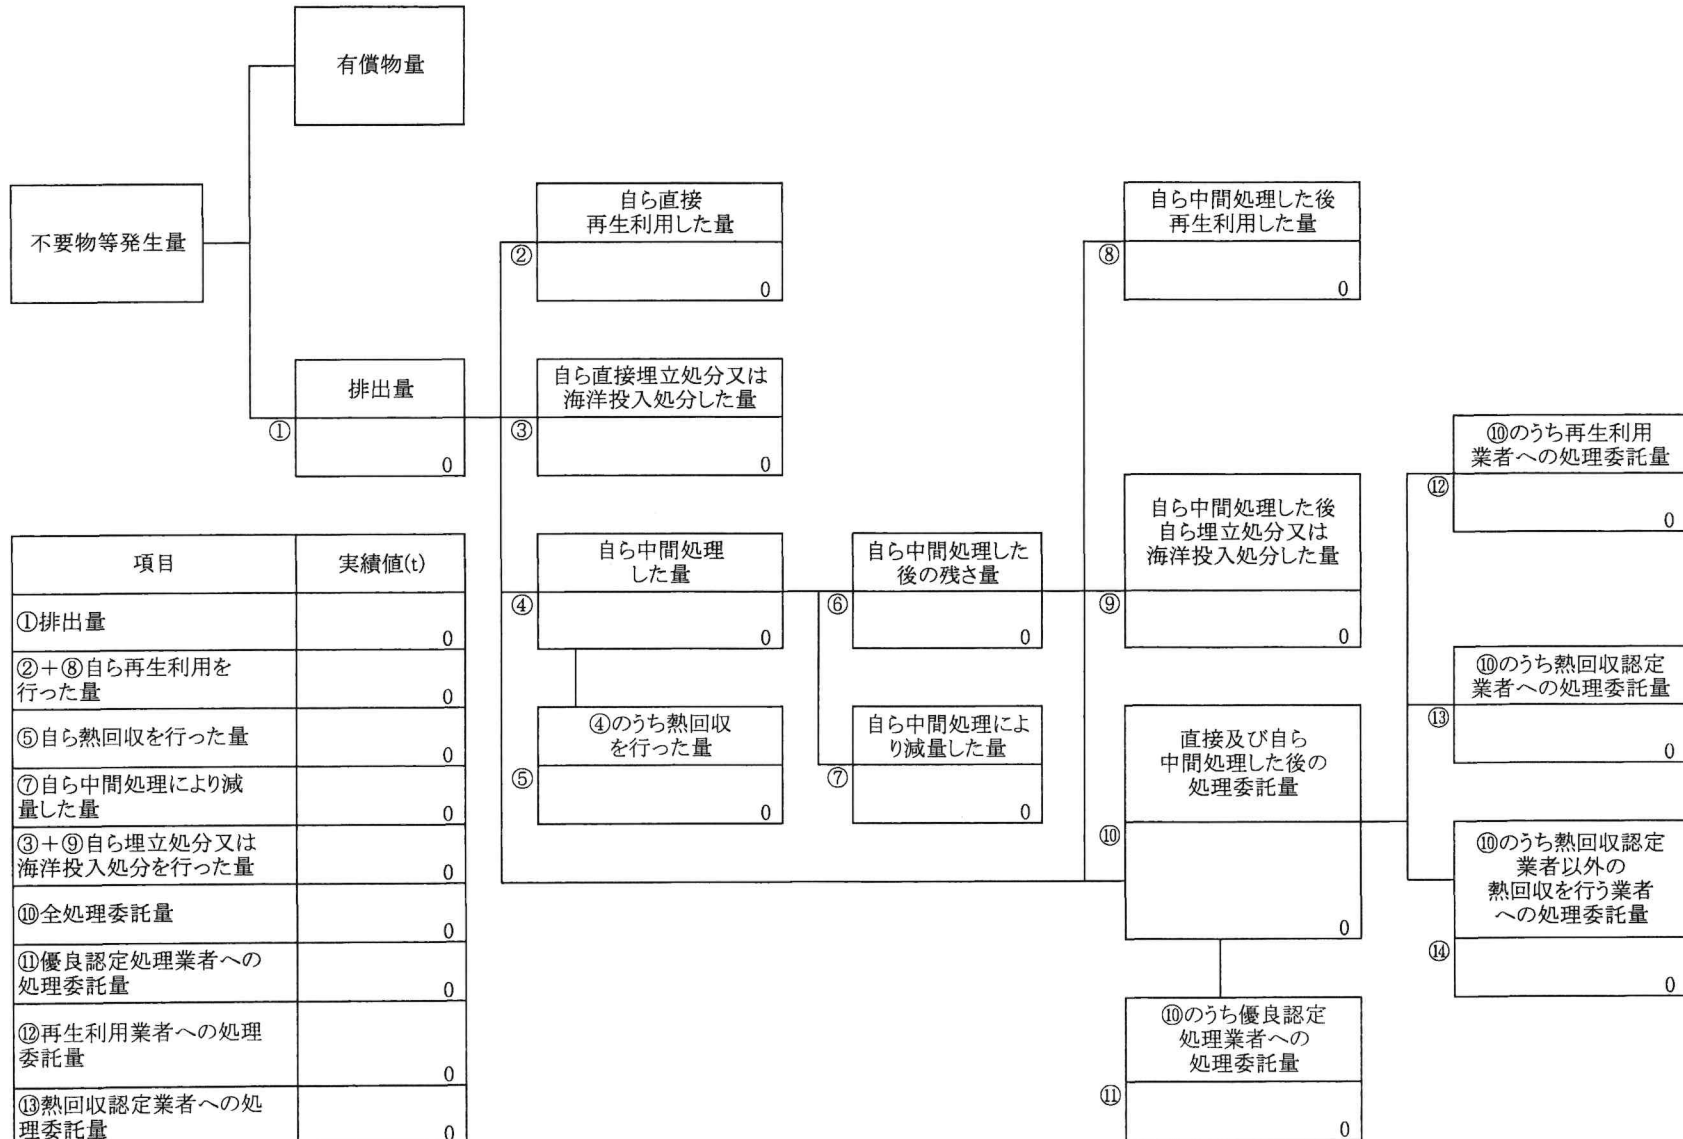 有償物量
不要物等発生量
自ら直接
再生利用した量
②
0
自ら中間処理した後
再生利用した量
⑧
0
排出量
①
0
自ら直接埋立処分又は
海洋投入処分した量
③
0
⑩のうち再生利用
業者への処理委託量
⑫
0
自ら中間処理
した量
④
0
自ら中間処理した
後の残さ量
⑥
0
自ら中間処理した後
自ら埋立処分又は
海洋投入処分した量
⑨
0
⑩のうち熱回収認定
業者への処理委託量
⑬
0
④のうち熱回収
を行った量
⑤
0
自ら中間処理によ
り減量した量
⑦
0
直接及び自ら
中間処理した後の
処理委託量
⑩
0
⑩のうち熱回収認定
業者以外の
熱回収を行う業者
への処理委託量
⑭
0
⑩のうち優良認定
処理業者への
処理委託量
⑪
0
項目 実績値(t)
①排出量
0
②+⑧自ら再生利用を
行った量
0
⑤自ら熱回収を行った量
0
⑦自ら中間処理により減
量した量
0
③+⑨自ら埋立処分又は
海洋投入処分を行った量
0
⑩全処理委託量
0
⑪優良認定処理業者への
処理委託量
0
⑫再生利用業者への処理
委託量
0
⑬熱回収認定業者への処
理委託量
0